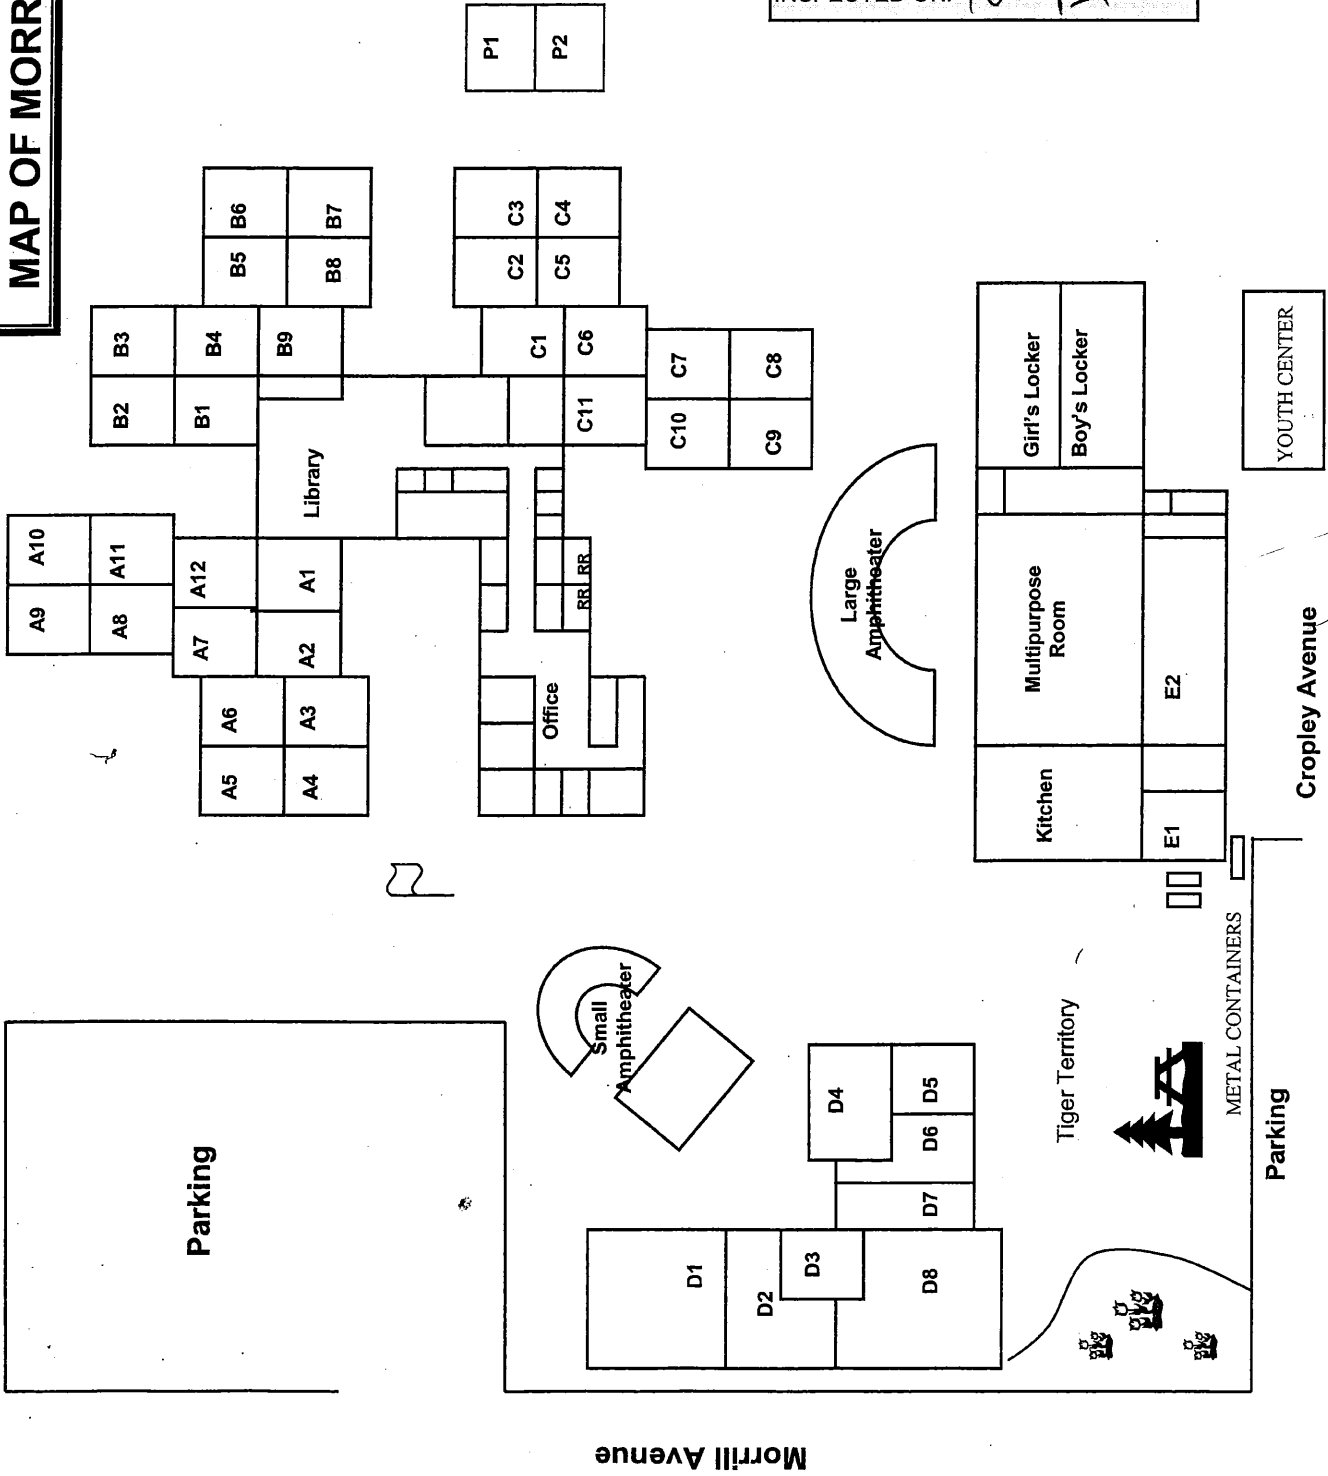 MAP OF MORR
P1
P2
B6
B7
B5
B8
B3
B4
B9
B2
B1
C3
C4
C2
C5
C1
C6
C7
C8
C11
C10
C9
Library
A10
A11
A12
A1
A9
A8
A7
A2
A6
A3
A5
A4
RR
RR
Office
Large
Amphitheater
Girl's Locker
Boy's Locker
YOUTH CENTER
Multipurpose
Room
E2
Kitchen
E1
Cropley Avenue
Small
Amphitheater
METAL CONTAINERS
Tiger Territory
Parking
Parking
D4
D5
D6
D7
D1
D2
D3
D8
Morrill Avenue